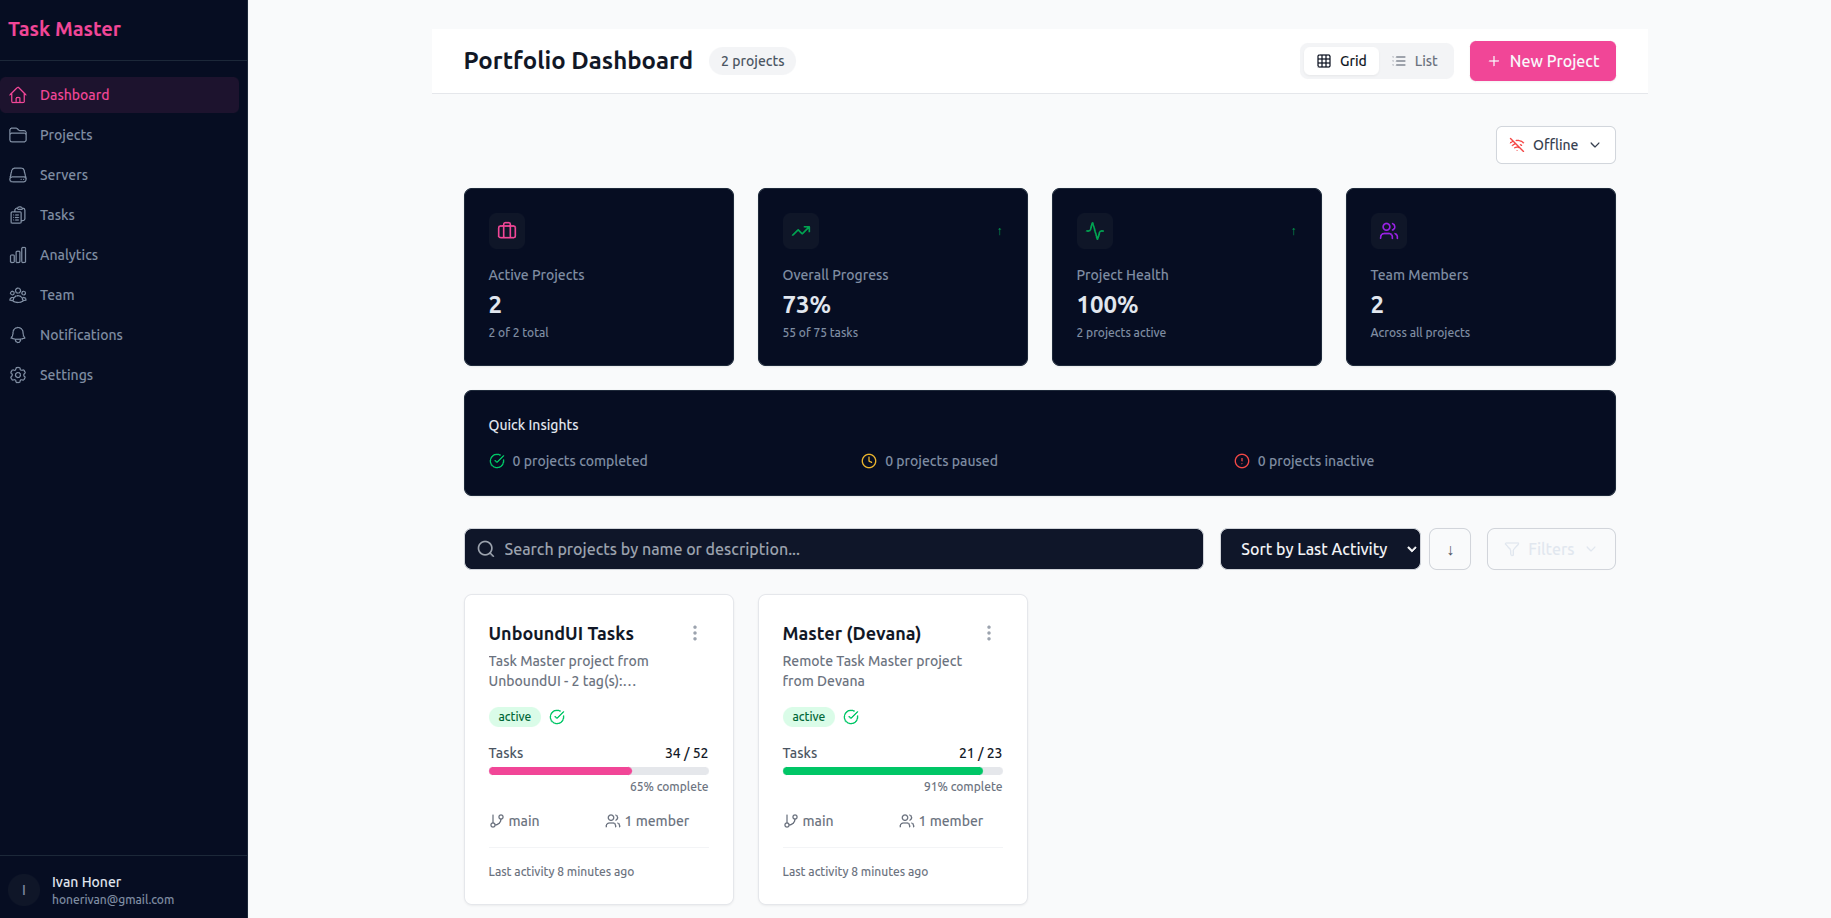 Task Master
Dashboard
Projects
Servers
Tasks
Analytics
Team
Notifications
Settings
I
Ivan Honer
honerivan@gmail.com
Portfolio Dashboard
2 projects
Grid
List
+ New Project
Offline
Active Projects
2
2 of 2 total
↑
Overall Progress
73%
55 of 75 tasks
↑
Project Health
100%
2 projects active
Team Members
2
Across all projects
Quick Insights
0 projects completed
0 projects paused
0 projects inactive
Search projects by name or description...
Sort by Last Activity
↓
Filters
UnboundUI Tasks
Task Master project from
UnboundUI - 2 tag(s):...
active
Tasks 34 / 52
65% complete
main
1 member
Last activity 8 minutes ago
Master (Devana)
Remote Task Master project
from Devana
active
Tasks 21 / 23
91% complete
main
1 member
Last activity 8 minutes ago